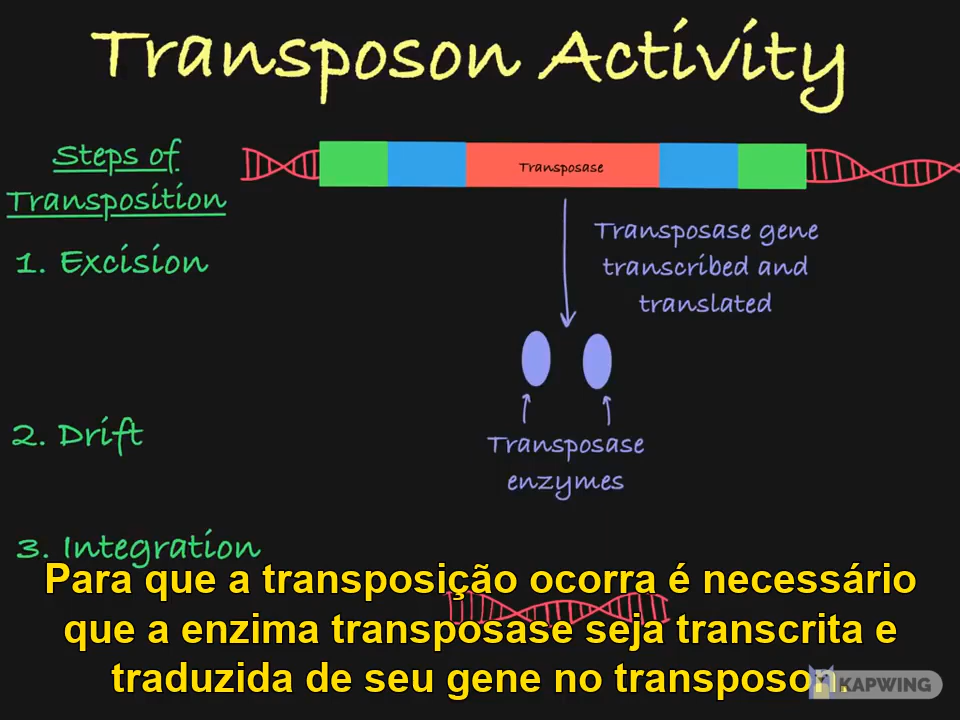 Transposon Activity
Steps of
Transposition
1. Excision
2. Drift
3. Integration
Transposase
Transposase gene
transcribed and
translated
Transposase
enzymes
Para que a transposição ocorra é necessário
que a enzima transposase seja transcrita e
traduzida de seu gene no transposon.
KAPWING